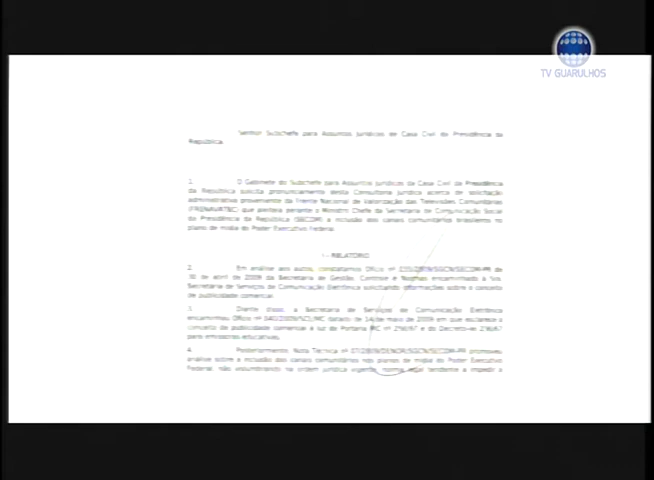 TV GUARULHOS
Senhor Subchefe para Assuntos Jurídicos de Casa Civil da Presidência da
República.
1. O Gabinete do Subchefe para Assuntos Jurídicos da Casa Civil da Presidência
da República suscita pronunciamento desta Consultoria Jurídica acerca de solicitação
administrativa proveniente da Frente Nacional de Valorização das Televisões Comunitárias
que pleiteia perante o Ministro Chefe da Secretaria de Comunicação Social
da Presidência da República (SECOM) a inclusão dos canais comunitários brasileiros no
plano de mídia do Poder Executivo Federal.
I - RELATÓRIO
2. Em análise aos autos, constatamos Ofício nº
30 de abril de 2009 da Secretaria de Gestão, Controle e Normas encaminhado à
Secretaria de Serviços de Comunicação Eletrônica solicitando informações sobre o conceito
de publicidade comercial
3. Diante disso, a Secretaria de Serviços de Comunicação Eletrônica
encaminhou Ofício nº datado de 14 de maio de 2009 em que esclarece o
conceito de publicidade comercial à luz da Portaria MC nº e do Decreto-lei 236/67
para emissoras educativas.
4. Posteriormente, Nota Técnica nº promoveu
análise sobre a inclusão dos canais comunitários nos planos de mídia do Poder Executivo
Federal, não vislumbrando na ordem jurídica vigente, norma legal tendente a impedir a